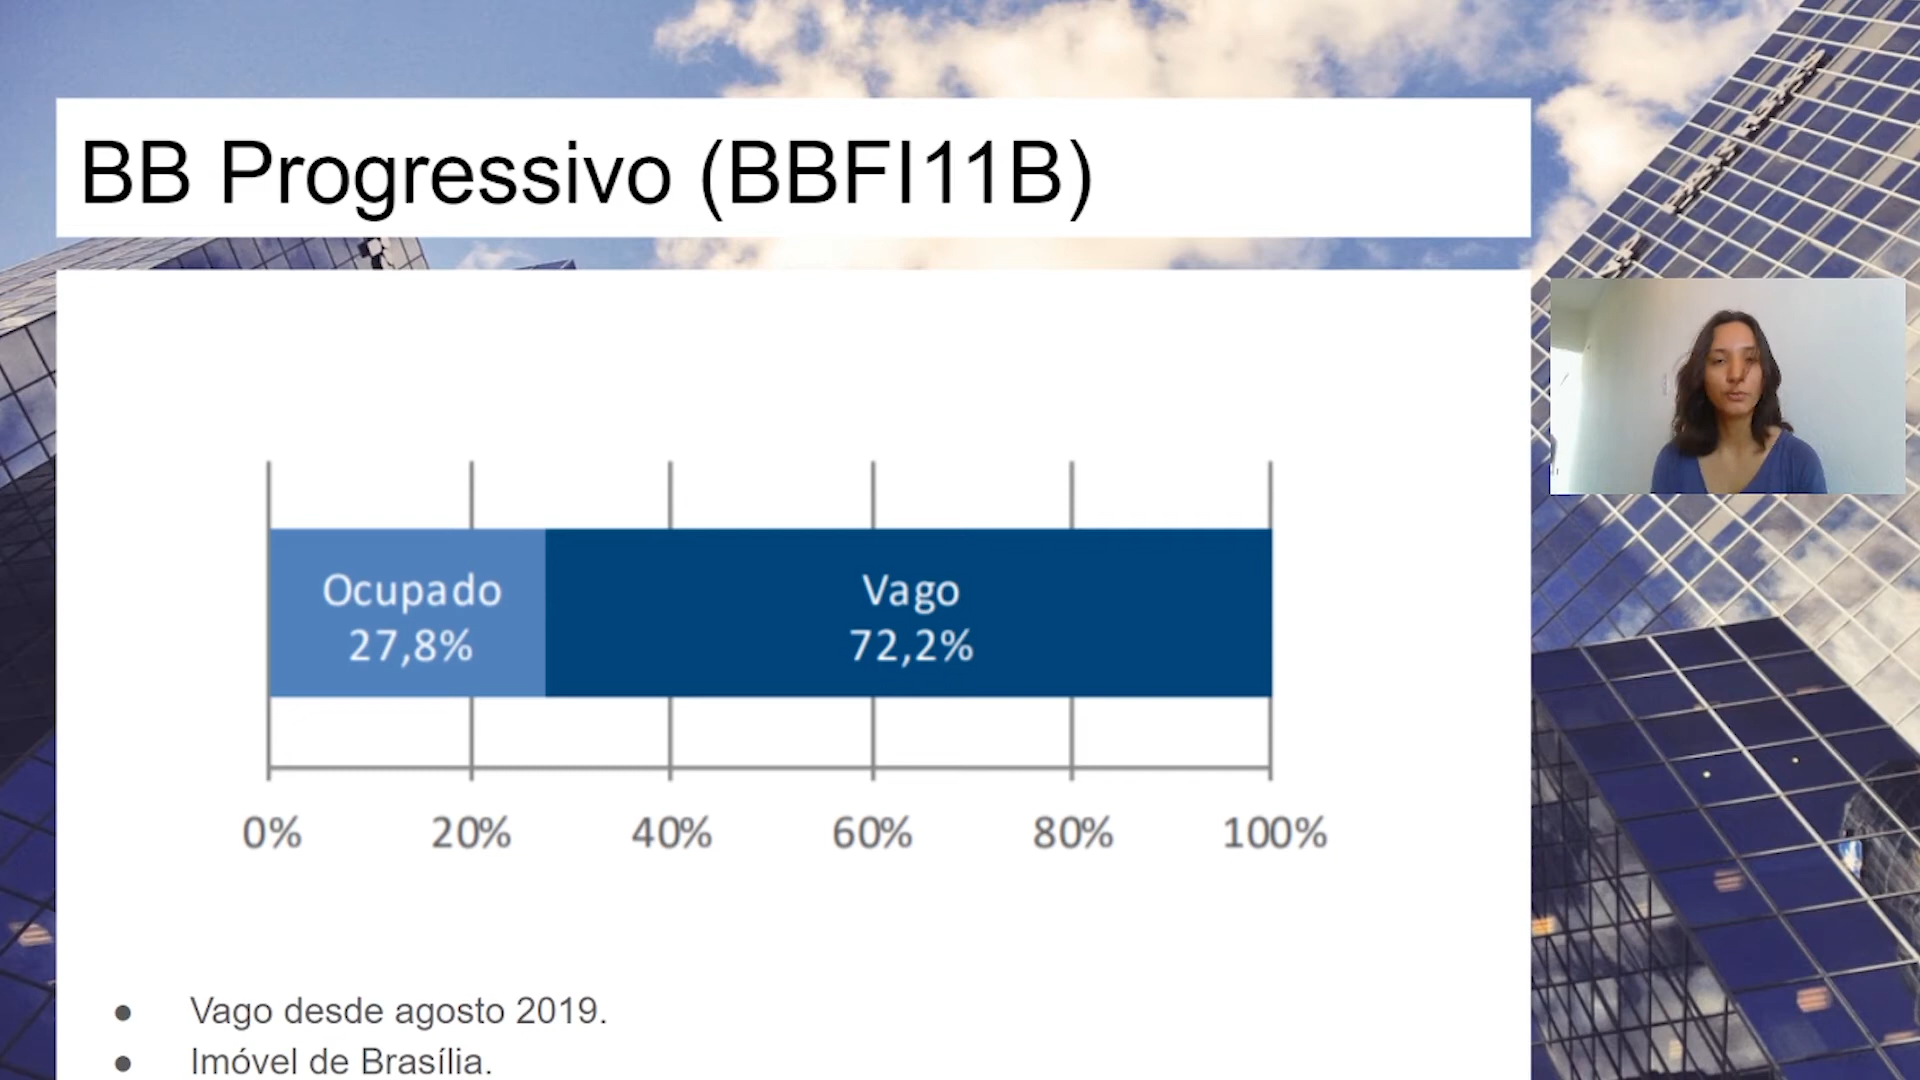 BB Progressivo (BBFI11B)
Ocupado
27,8%
Vago
72,2%
0% 20% 40% 60% 80% 100%
● Vago desde agosto 2019.
● Imóvel de Brasília.